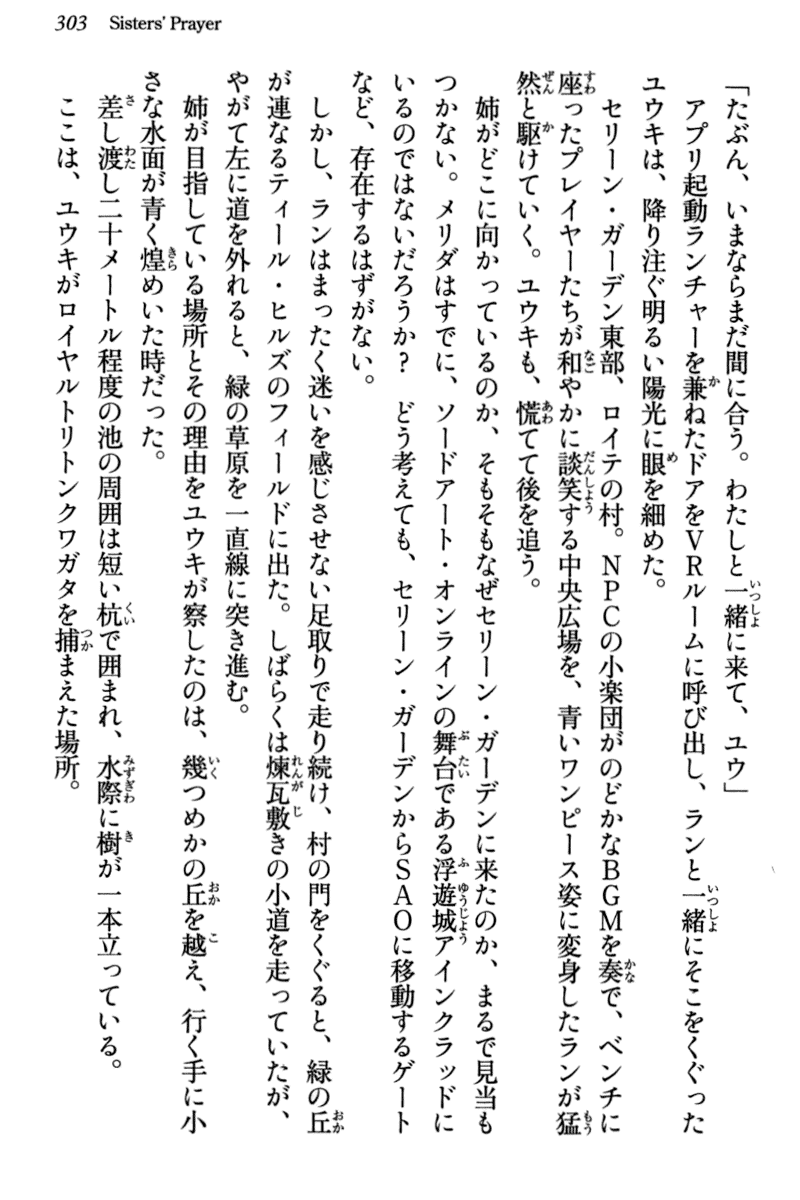 303 Sisters' Prayer
「たぶん、いまならまだ間に合う。わたしと一緒に来て、ユウ」
アプリ起動ランチャーを兼ねたドアをVRルームに呼び出し、ランと一緒にそこをくぐった
ユウキは、降り注ぐ明るい陽光に眼を細めた。
セリーン・ガーデン東部、ロイテの村。NPCの小楽団がのどかなBGMを奏で、ベンチに
座ったプレイヤーたちが和やかに談笑する中央広場を、青いワンピース姿に変身したランが猛
然と駆けていく。ユウキも、慌てて後を追う。
姉がどこに向かっているのか、そもそもなぜセリーン・ガーデンに来たのか、まるで見当も
つかない。メリダはすでに、ソードアート・オンラインの舞台である浮遊城アインクラッドに
いるのではないだろうか? どう考えても、セリーン・ガーデンからSAOに移動するゲート
など、存在するはずがない。
しかし、ランはまったく迷いを感じさせない足取りで走り続け、村の門をくぐると、緑の丘
が連なるティール・ヒルズのフィールドに出た。しばらくは煉瓦敷きの小道を走っていたが、
やがて左に道を外れると、緑の草原を一直線に突き進む。
姉が目指している場所とその理由をユウキが察したのは、幾つめかの丘を越え、行く手に小
さな水面が青く煌めいた時だった。
差し渡し二十メートル程度の池の周囲は短い杭で囲まれ、水際に樹が一本立っている。
ここは、ユウキがロイヤルトリトンクワガタを捕まえた場所。